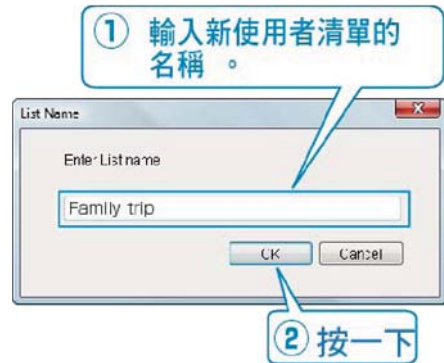 ① 輸入新使用者清單的
名稱 。
List Name
Enter List name
Family trip
OK
Cancel
② 按一下